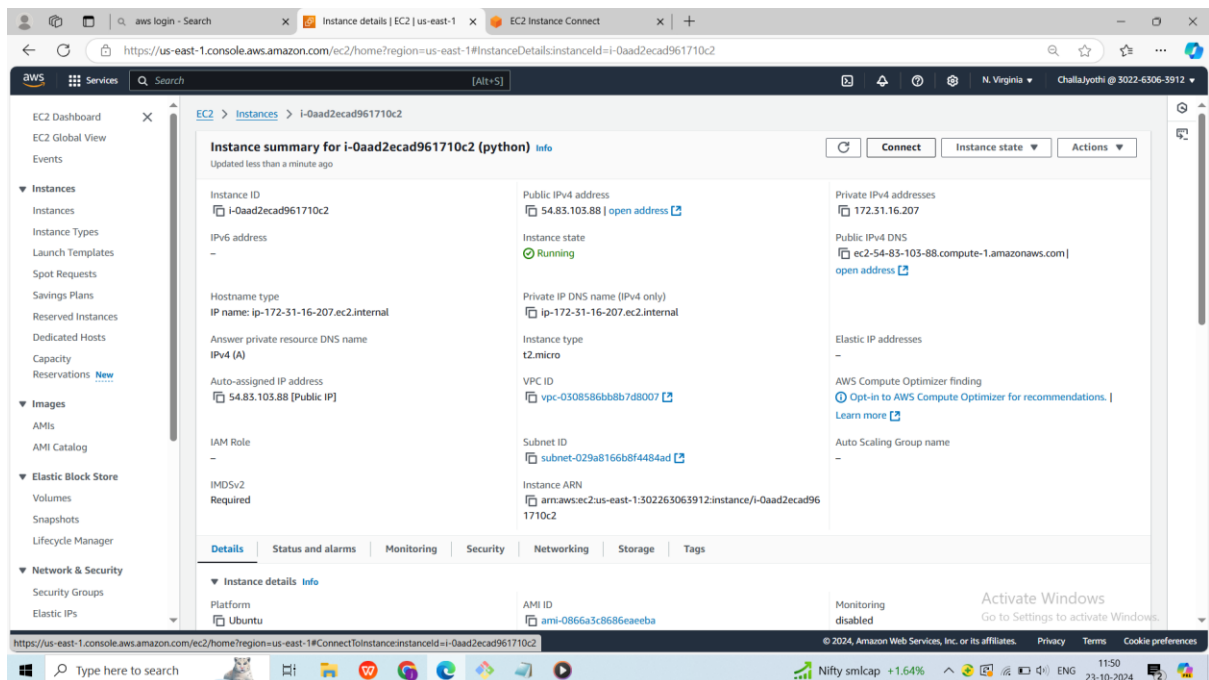 aws login - Search
Instance details | EC2 | us-east-1
EC2 Instance Connect
https://us-east-1.console.aws.amazon.com/ec2/home?region=us-east-1#InstanceDetails:instanceId=i-0aad2ecad961710c2
aws
Services
Search
[Alt+S]
N. Virginia
ChallaJyothi @ 3022-6306-3912
EC2 Dashboard
EC2 Global View
Events
Instances
Instances
Instance Types
Launch Templates
Spot Requests
Savings Plans
Reserved Instances
Dedicated Hosts
Capacity
Reservations New
Images
AMIs
AMI Catalog
Elastic Block Store
Volumes
Snapshots
Lifecycle Manager
Network & Security
Security Groups
Elastic IPs
EC2 > Instances > i-0aad2ecad961710c2
Instance summary for i-0aad2ecad961710c2 (python) Info
Updated less than a minute ago
Connect
Instance state
Actions
Instance ID
i-0aad2ecad961710c2
Public IPv4 address
54.83.103.88 | open address
Private IPv4 addresses
172.31.16.207
IPv6 address
–
Instance state
Running
Public IPv4 DNS
ec2-54-83-103-88.compute-1.amazonaws.com |
open address
Hostname type
IP name: ip-172-31-16-207.ec2.internal
Private IP DNS name (IPv4 only)
ip-172-31-16-207.ec2.internal
Answer private resource DNS name
IPv4 (A)
Instance type
t2.micro
Elastic IP addresses
–
Auto-assigned IP address
54.83.103.88 [Public IP]
VPC ID
vpc-0308586bb8b7d8007
AWS Compute Optimizer finding
Opt-in to AWS Compute Optimizer for recommendations. |
Learn more
IAM Role
–
Subnet ID
subnet-029a8166b8f4484ad
Auto Scaling Group name
–
IMDSv2
Required
Instance ARN
arn:aws:ec2:us-east-1:302263063912:instance/i-0aad2ecad96
1710c2
Details
Status and alarms
Monitoring
Security
Networking
Storage
Tags
Instance details Info
Platform
Ubuntu
AMI ID
ami-0866a3c8686eaeeba
Monitoring
disabled
Activate Windows
Go to Settings to activate Windows.
https://us-east-1.console.aws.amazon.com/ec2/home?region=us-east-1#ConnectToInstance:instanceId=i-0aad2ecad961710c2
© 2024, Amazon Web Services, Inc. or its affiliates.
Privacy
Terms
Cookie preferences
Type here to search
Nifty smlcap +1.64%
ENG
11:50
23-10-2024